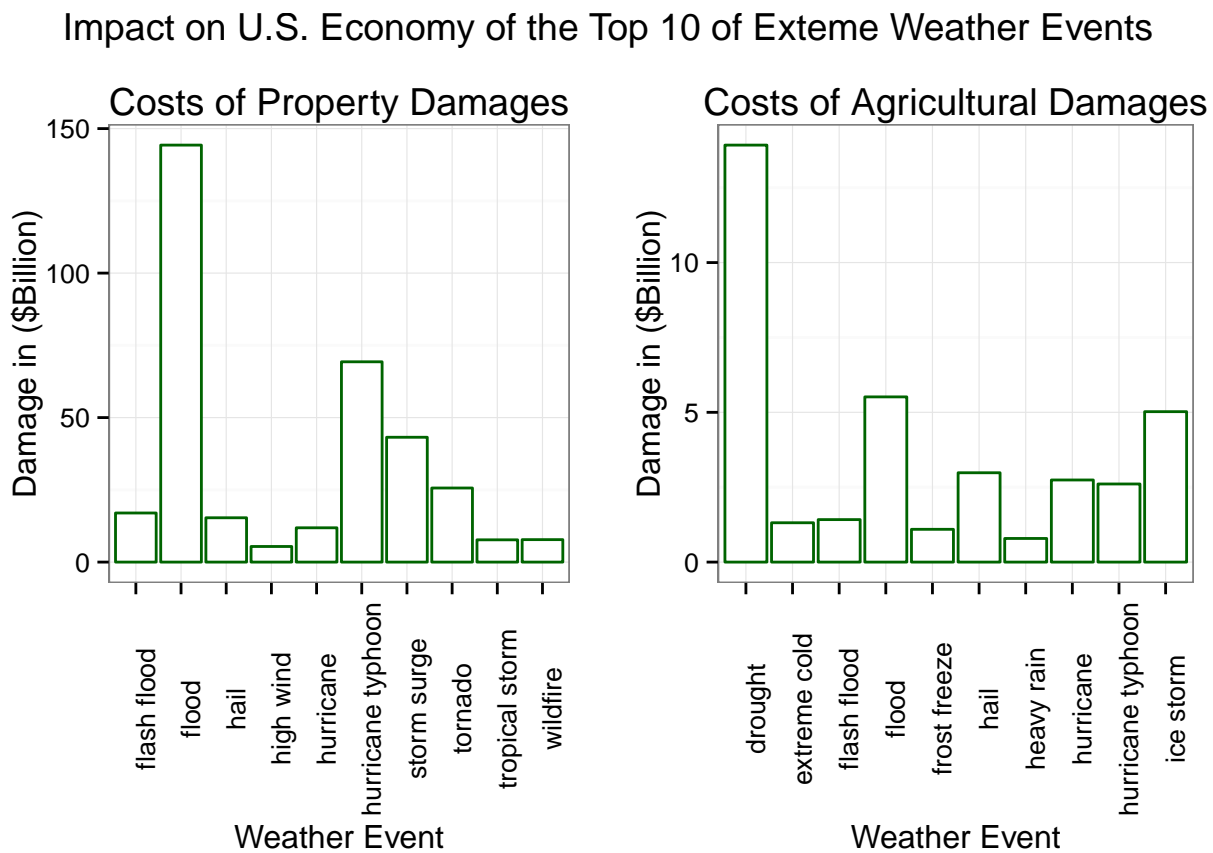 Impact on U.S. Economy of the Top 10 of Exteme Weather Events
Costs of Property Damages
Damage in ($Billion)
150
100
50
0
flash flood
flood
hail
high wind
hurricane
hurricane typhoon
storm surge
tornado
tropical storm
wildfire
Weather Event
Costs of Agricultural Damages
Damage in ($Billion)
10
5
0
drought
extreme cold
flash flood
flood
frost freeze
hail
heavy rain
hurricane
hurricane typhoon
ice storm
Weather Event